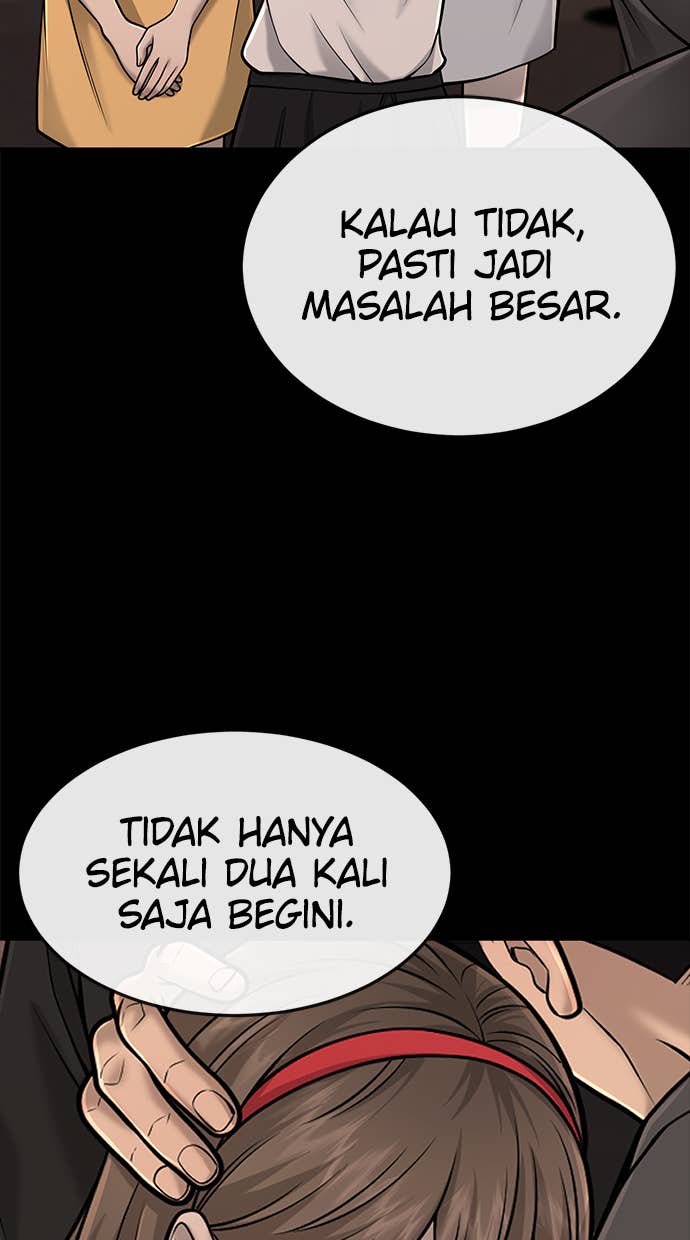 KALAU TIDAK,
PASTI JADI
MASALAH BESAR.
TIDAK HANYA
SEKALI DUA KALI
SAJA BEGINI.